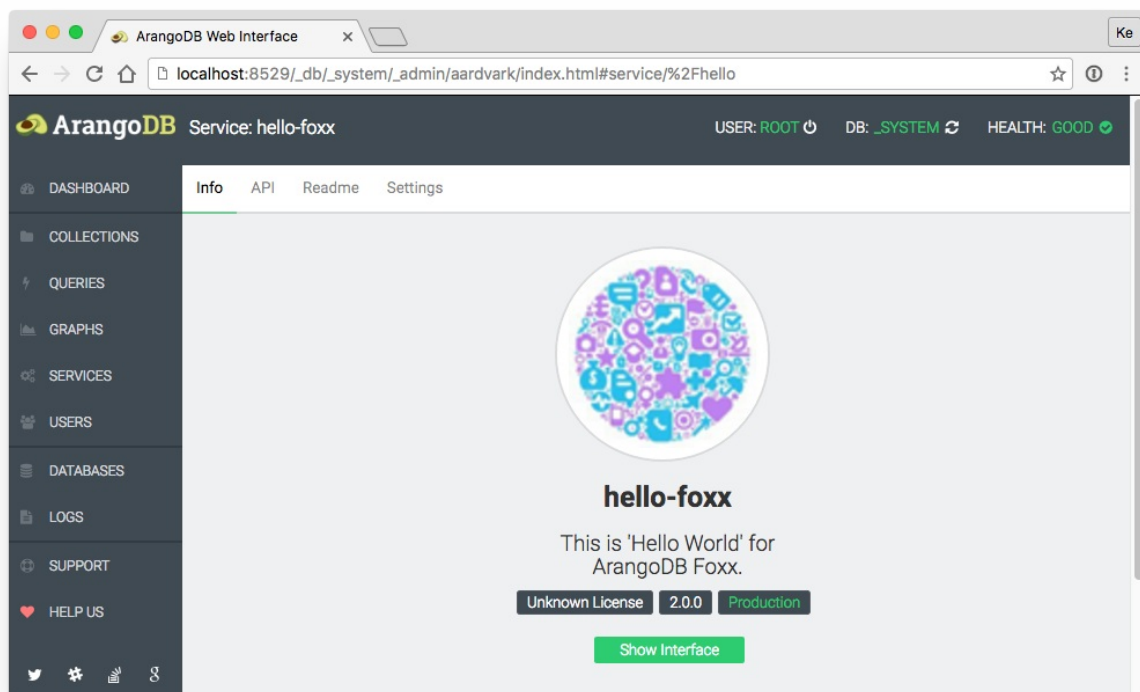 ArangoDB Web Interface
Ke
localhost:8529/_db/_system/_admin/aardvark/index.html#service/%2Fhello
ArangoDB Service: hello-foxx USER: ROOT DB: _SYSTEM HEALTH: GOOD
DASHBOARD
Info API Readme Settings
COLLECTIONS
QUERIES
GRAPHS
SERVICES
USERS
DATABASES
LOGS
SUPPORT
HELP US
hello-foxx
This is 'Hello World' for
ArangoDB Foxx.
Unknown License 2.0.0 Production
Show Interface